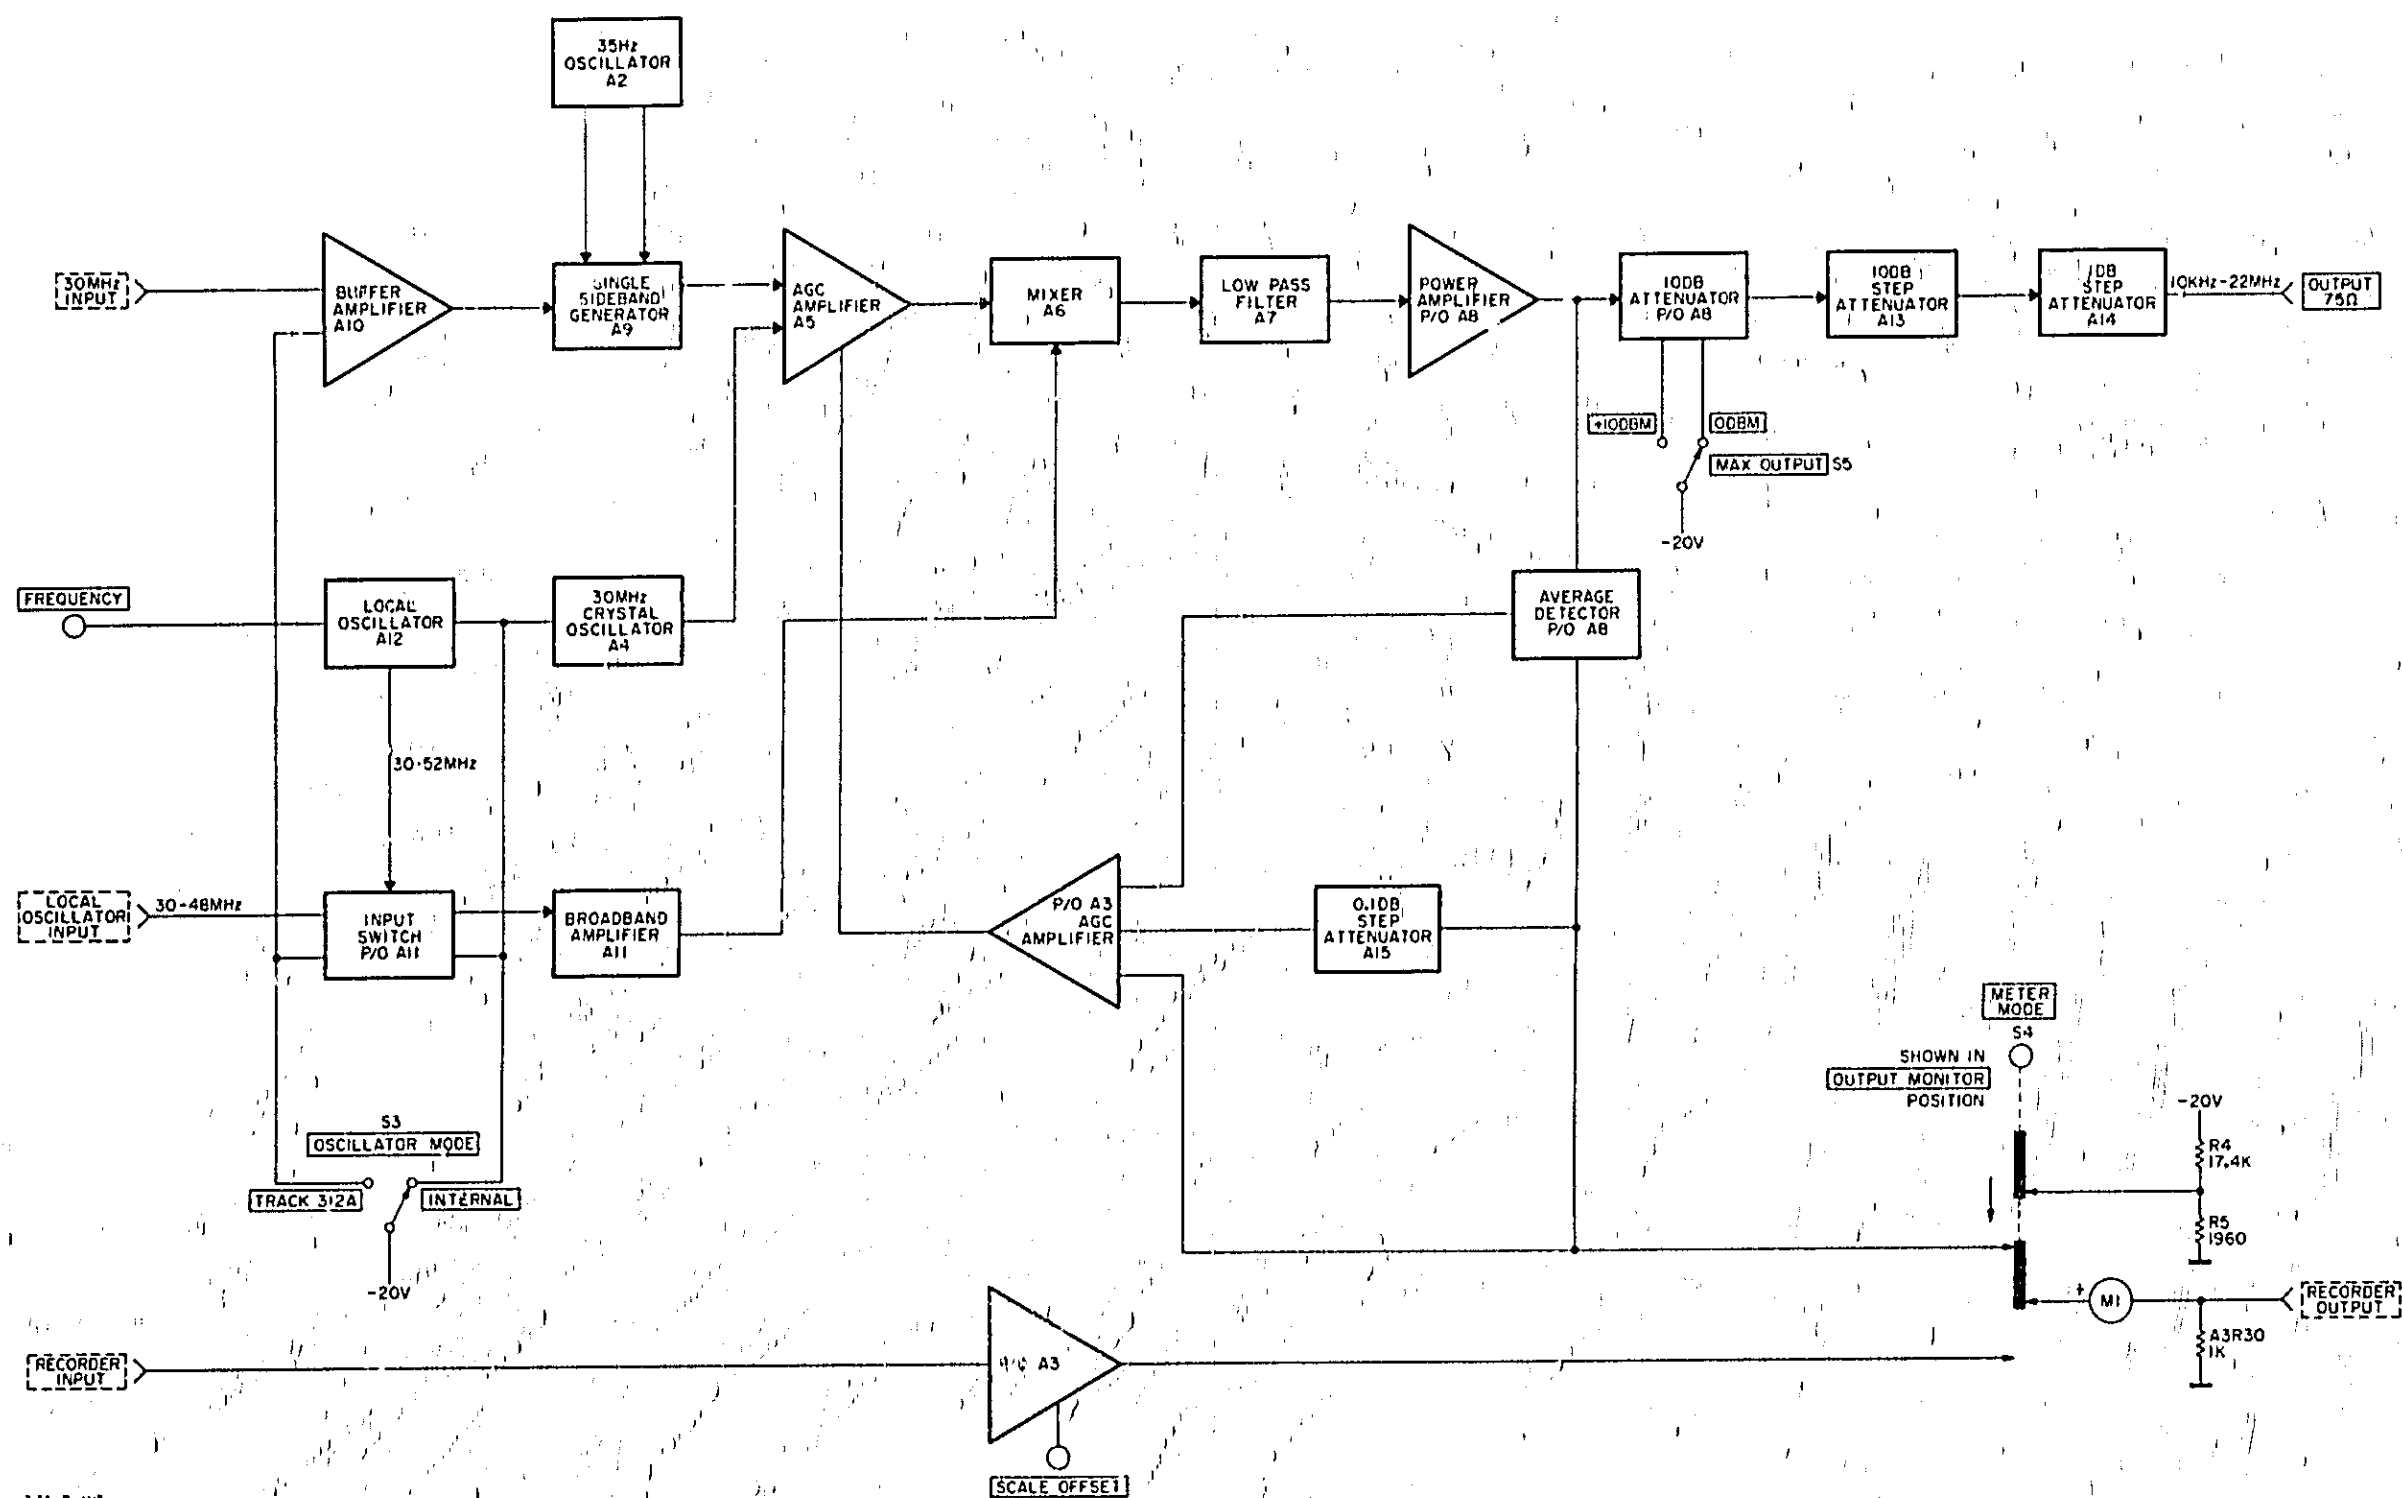 35Hz
OSCILLATOR
A2
30MHz
INPUT
BUFFER
AMPLIFIER
A10
SINGLE
SIDEBAND
GENERATOR
A9
AGC
AMPLIFIER
A5
MIXER
A6
LOW PASS
FILTER
A7
POWER
AMPLIFIER
P/O A8
10DB
ATTENUATOR
P/O A8
10DB
STEP
ATTENUATOR
A13
1DB
STEP
ATTENUATOR
A14
10KHz-22MHz
OUTPUT
75Ω
+10DBM
0DBM
MAX OUTPUT S5
-20V
FREQUENCY
LOCAL
OSCILLATOR
A12
30MHz
CRYSTAL
OSCILLATOR
A4
AVERAGE
DETECTOR
P/O A8
30-52MHz
LOCAL
OSCILLATOR
INPUT
30-48MHz
INPUT
SWITCH
P/O A11
BROADBAND
AMPLIFIER
A11
P/O A3
AGC
AMPLIFIER
0.1DB
STEP
ATTENUATOR
A15
METER
MODE
S4
SHOWN IN
OUTPUT MONITOR
POSITION
-20V
R4
17.4K
R5
1960
S3
OSCILLATOR MODE
TRACK 312A
INTERNAL
-20V
+
M1
RECORDER
OUTPUT
A3R30
1K
RECORDER
INPUT
P/O A3
SCALE OFFSET